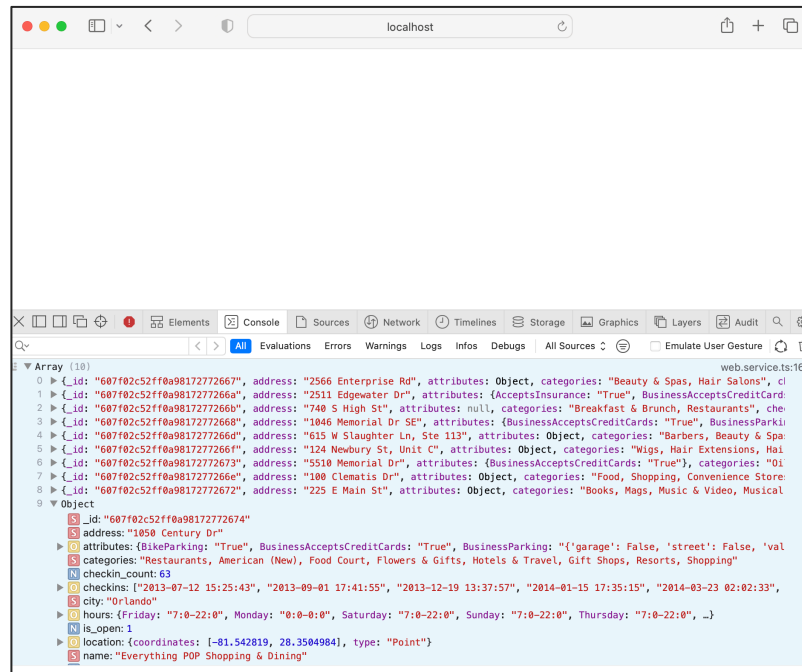 localhost
Elements Console Sources Network Timelines Storage Graphics Layers Audit
All Evaluations Errors Warnings Logs Infos Debugs All Sources Emulate User Gesture
Array (10) web.service.ts:16
0 {_id: "607f02c52ff0a98172772667", address: "2566 Enterprise Rd", attributes: Object, categories: "Beauty & Spas, Hair Salons",
1 {_id: "607f02c52ff0a9817277266a", address: "2511 Edgewater Dr", attributes: {AcceptsInsurance: "True", BusinessAcceptsCreditCard
2 {_id: "607f02c52ff0a9817277266b", address: "740 S High St", attributes: null, categories: "Breakfast & Brunch, Restaurants", che
3 {_id: "607f02c52ff0a98172772668", address: "1046 Memorial Dr SE", attributes: {BusinessAcceptsCreditCards: "True", BusinessParki
4 {_id: "607f02c52ff0a9817277266d", address: "615 W Slaughter Ln, Ste 113", attributes: Object, categories: "Barbers, Beauty & Spa
5 {_id: "607f02c52ff0a9817277266f", address: "124 Newbury St, Unit C", attributes: Object, categories: "Wigs, Hair Extensions, Hai
6 {_id: "607f02c52ff0a98172772673", address: "5510 Memorial Dr", attributes: {BusinessAcceptsCreditCards: "True"}, categories: "Oi
7 {_id: "607f02c52ff0a9817277266e", address: "100 Clematis Dr", attributes: Object, categories: "Food, Shopping, Convenience Store
8 {_id: "607f02c52ff0a98172772672", address: "225 E Main St", attributes: Object, categories: "Books, Mags, Music & Video, Musical
9 Object
S _id: "607f02c52ff0a98172772674"
S address: "1050 Century Dr"
O attributes: {BikeParking: "True", BusinessAcceptsCreditCards: "True", BusinessParking: "{'garage': False, 'street': False, 'val
S categories: "Restaurants, American (New), Food Court, Flowers & Gifts, Hotels & Travel, Gift Shops, Resorts, Shopping"
N checkin_count: 63
O checkins: ["2013-07-12 15:25:43", "2013-09-01 17:41:55", "2013-12-19 13:37:57", "2014-01-15 17:35:15", "2014-03-23 02:02:33",
S city: "Orlando"
O hours: {Friday: "7:0-22:0", Monday: "0:0-0:0", Saturday: "7:0-22:0", Sunday: "7:0-22:0", Thursday: "7:0-22:0", …}
N is_open: 1
O location: {coordinates: [-81.542819, 28.3504984], type: "Point"}
S name: "Everything POP Shopping & Dining"